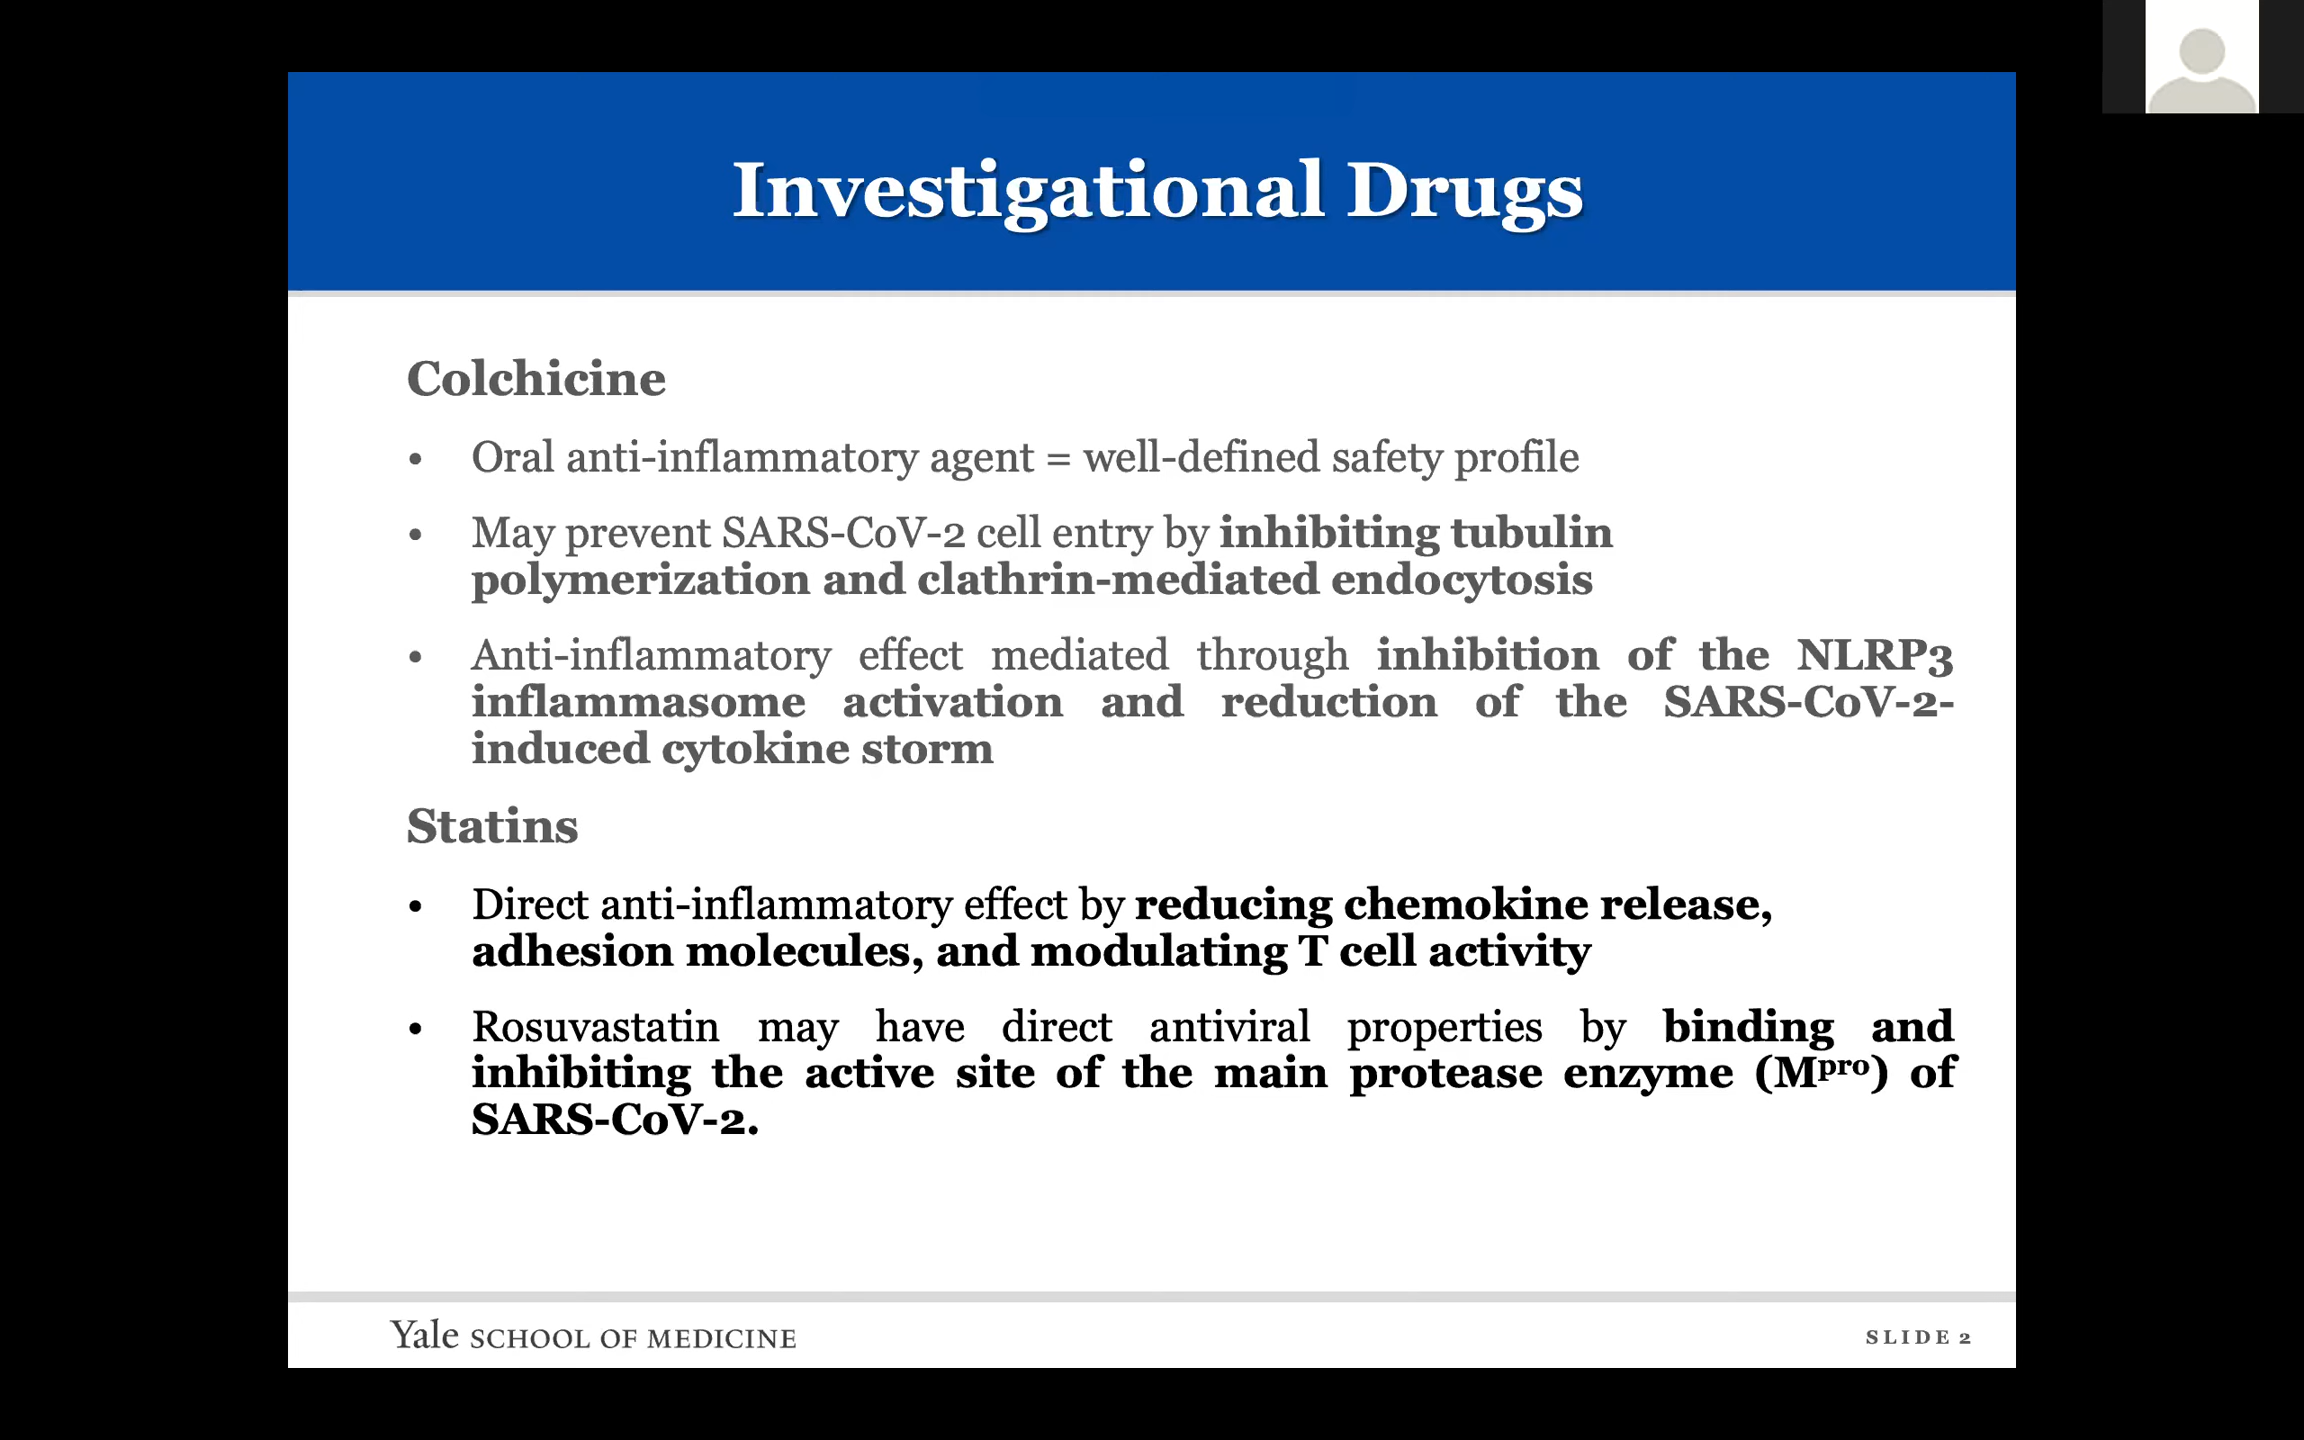 Investigational Drugs
Colchicine
• Oral anti-inflammatory agent = well-defined safety profile
• May prevent SARS-CoV-2 cell entry by inhibiting tubulin
polymerization and clathrin-mediated endocytosis
• Anti-inflammatory effect mediated through inhibition of the NLRP3
inflammasome activation and reduction of the SARS-CoV-2-
induced cytokine storm
Statins
• Direct anti-inflammatory effect by reducing chemokine release,
adhesion molecules, and modulating T cell activity
• Rosuvastatin may have direct antiviral properties by binding and
inhibiting the active site of the main protease enzyme (Mᵖʳᵒ) of
SARS-CoV-2.
Yale SCHOOL OF MEDICINE
SLIDE 2